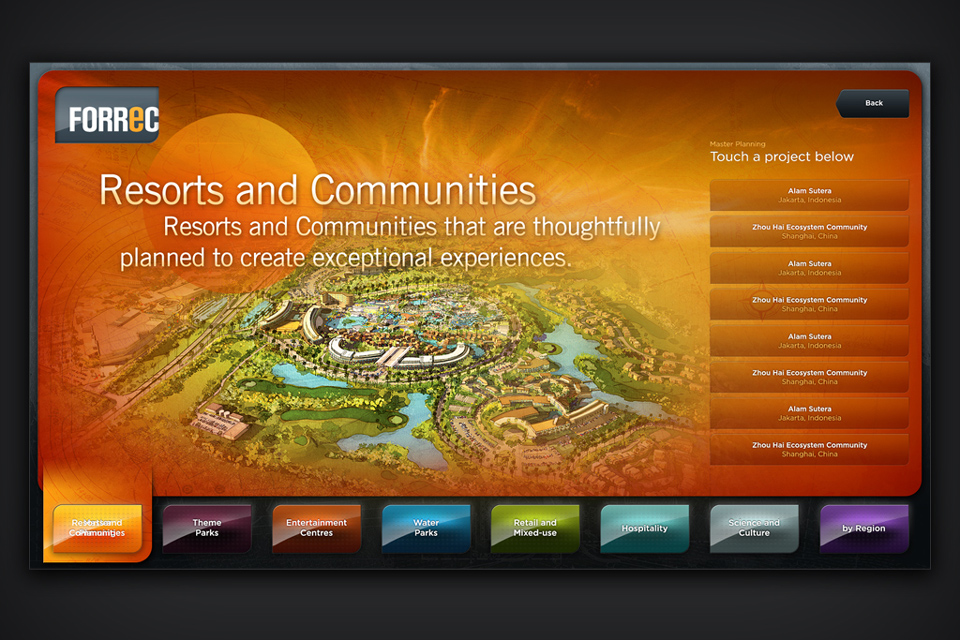 FORREC
Back
Master Planning
Touch a project below
Resorts and Communities
Resorts and Communities that are thoughtfully
planned to create exceptional experiences.
Alam Sutera
Jakarta, Indonesia
Zhou Hai Ecosystem Community
Shanghai, China
Alam Sutera
Jakarta, Indonesia
Zhou Hai Ecosystem Community
Shanghai, China
Alam Sutera
Jakarta, Indonesia
Zhou Hai Ecosystem Community
Shanghai, China
Alam Sutera
Jakarta, Indonesia
Zhou Hai Ecosystem Community
Shanghai, China
Resorts and
Communities
Theme
Parks
Entertainment
Centres
Water
Parks
Retail and
Mixed-use
Hospitality
Science and
Culture
by Region